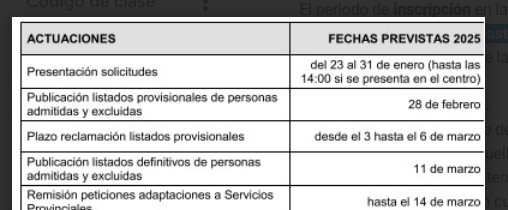 Código de clase
El periodo de inscripción en la
ACTUACIONES
FECHAS PREVISTAS 2025
Presentación solicitudes
del 23 al 31 de enero (hasta las
14:00 si se presenta en el centro)
Publicación listados provisionales de personas
admitidas y excluidas
28 de febrero
Plazo reclamación listados provisionales
desde el 3 hasta el 6 de marzo
Publicación listados definitivos de personas
admitidas y excluidas
11 de marzo
Remisión peticiones adaptaciones a Servicios
Provinciales
hasta el 14 de marzo